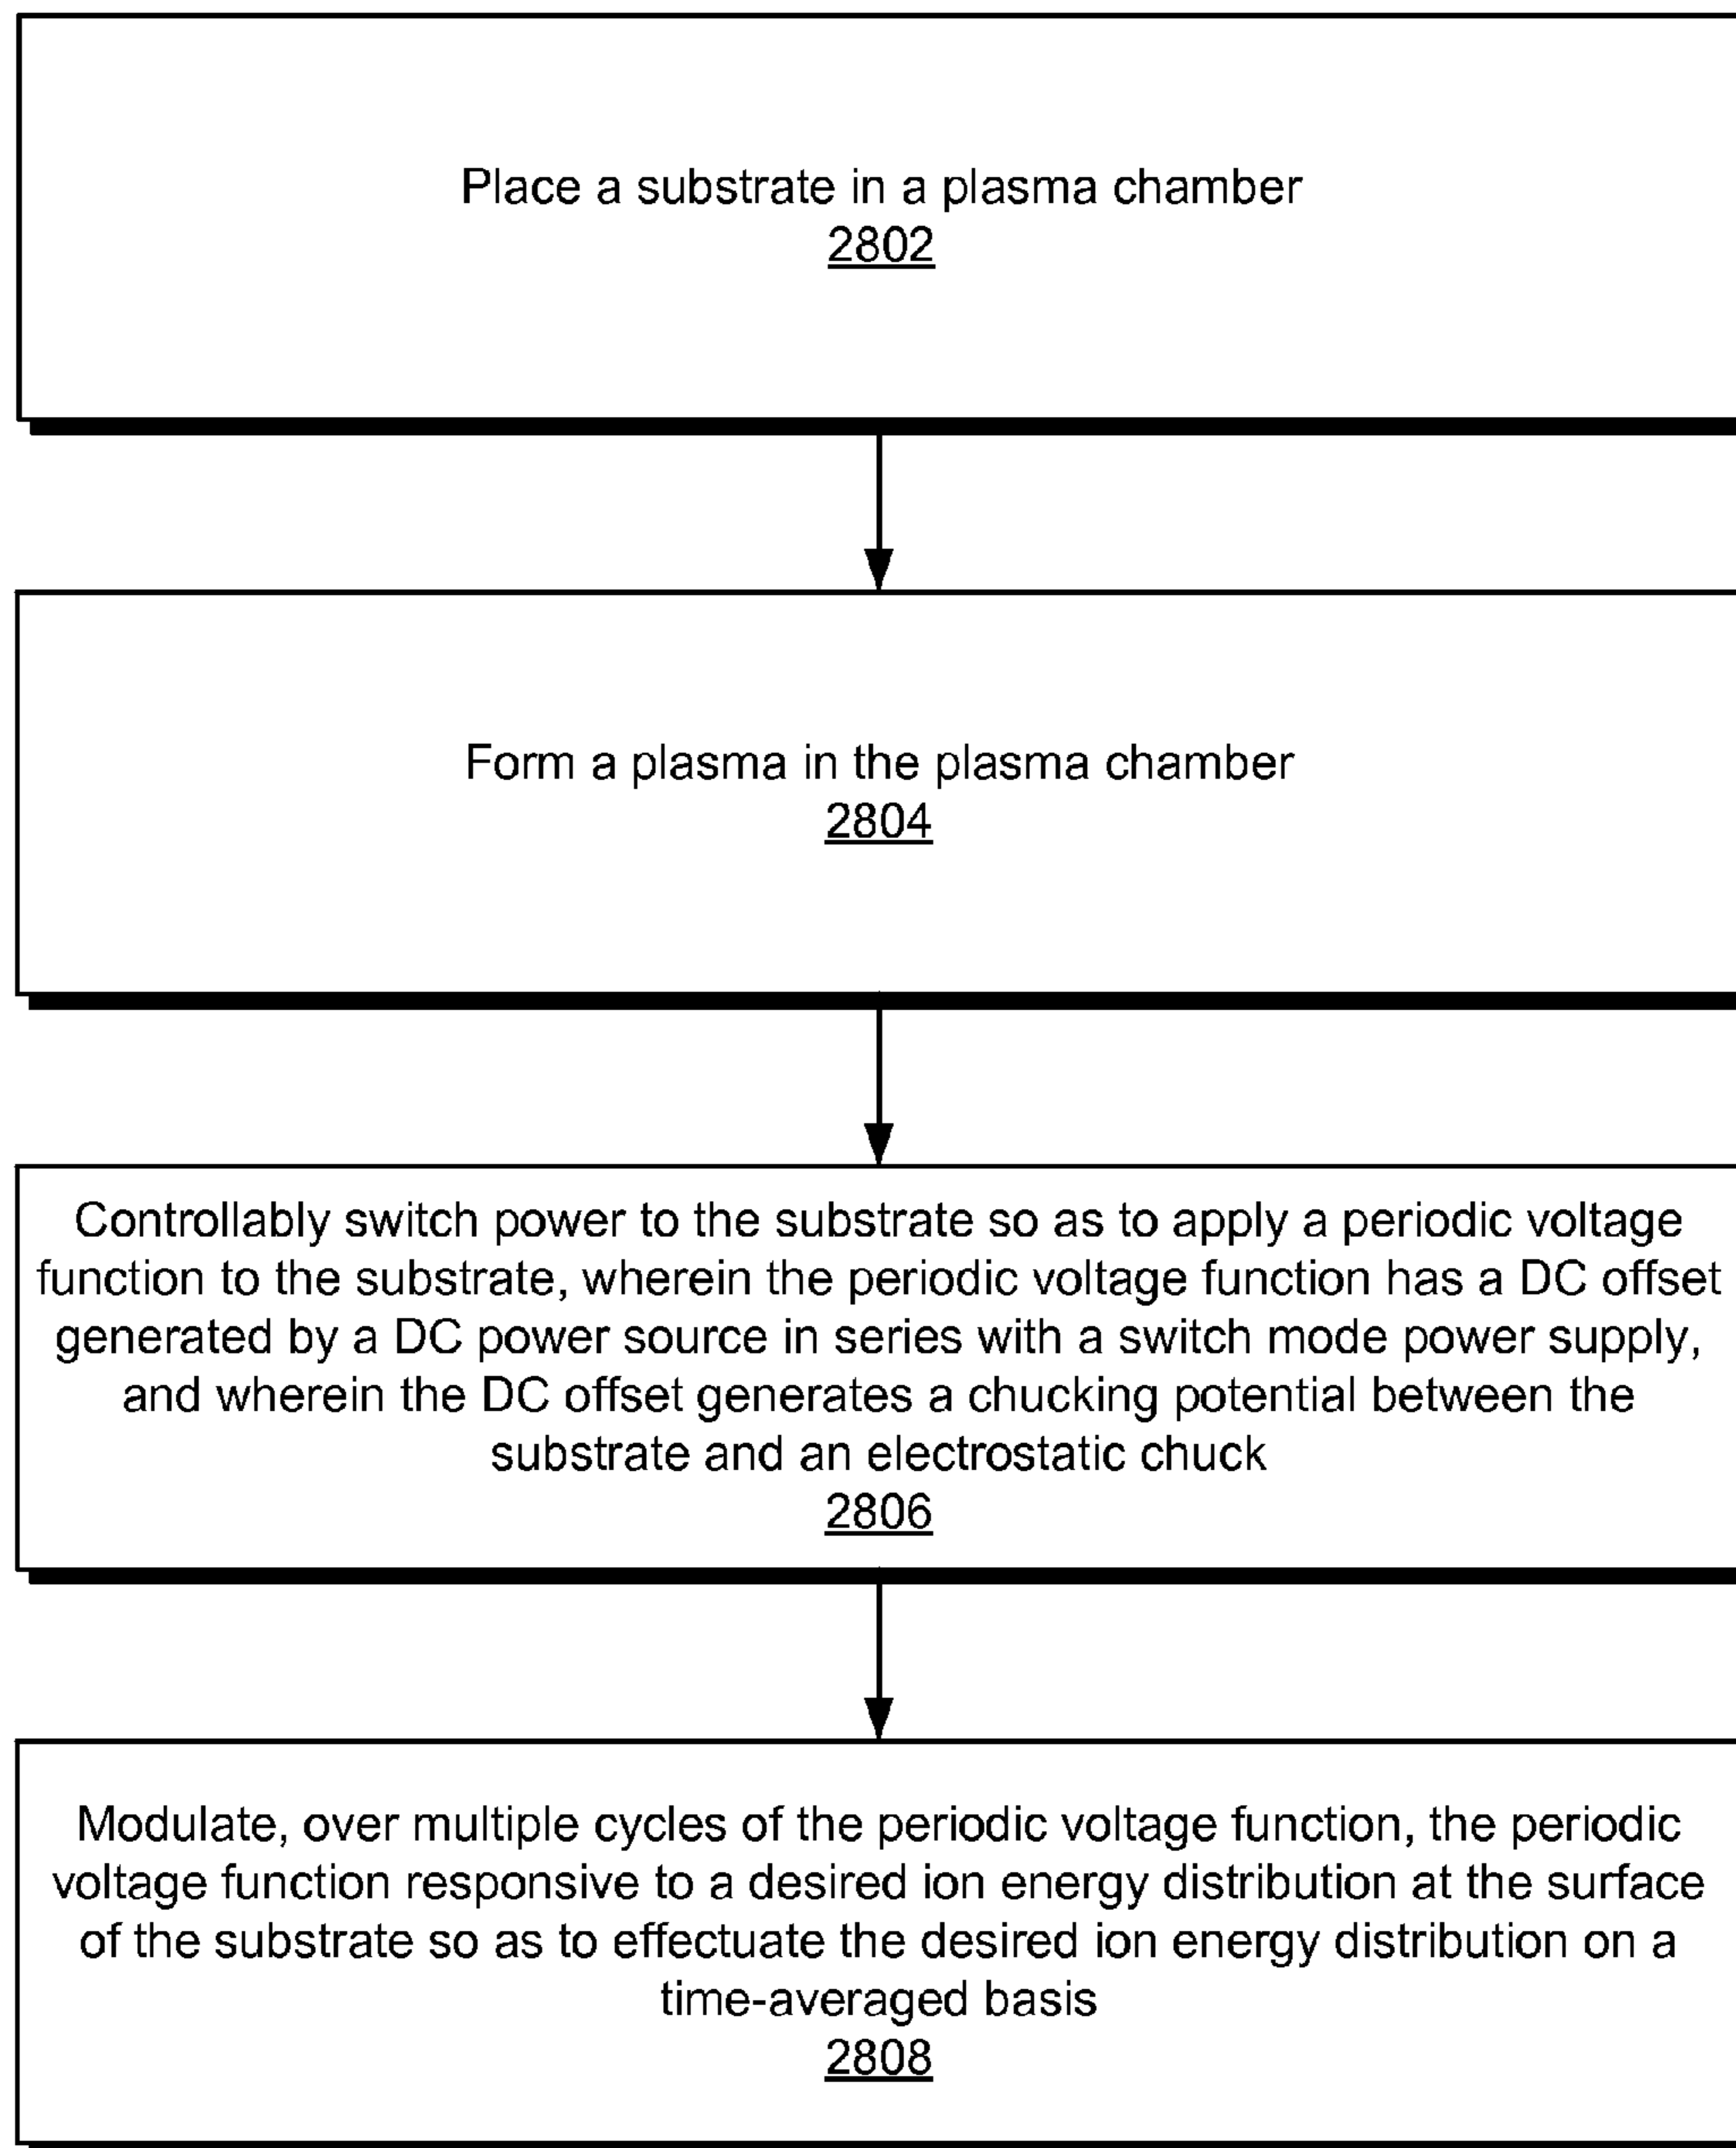 Place a substrate in a plasma chamber
2802
Form a plasma in the plasma chamber
2804
Controllably switch power to the substrate so as to apply a periodic voltage
function to the substrate, wherein the periodic voltage function has a DC offset
generated by a DC power source in series with a switch mode power supply,
and wherein the DC offset generates a chucking potential between the
substrate and an electrostatic chuck
2806
Modulate, over multiple cycles of the periodic voltage function, the periodic
voltage function responsive to a desired ion energy distribution at the surface
of the substrate so as to effectuate the desired ion energy distribution on a
time-averaged basis
2808